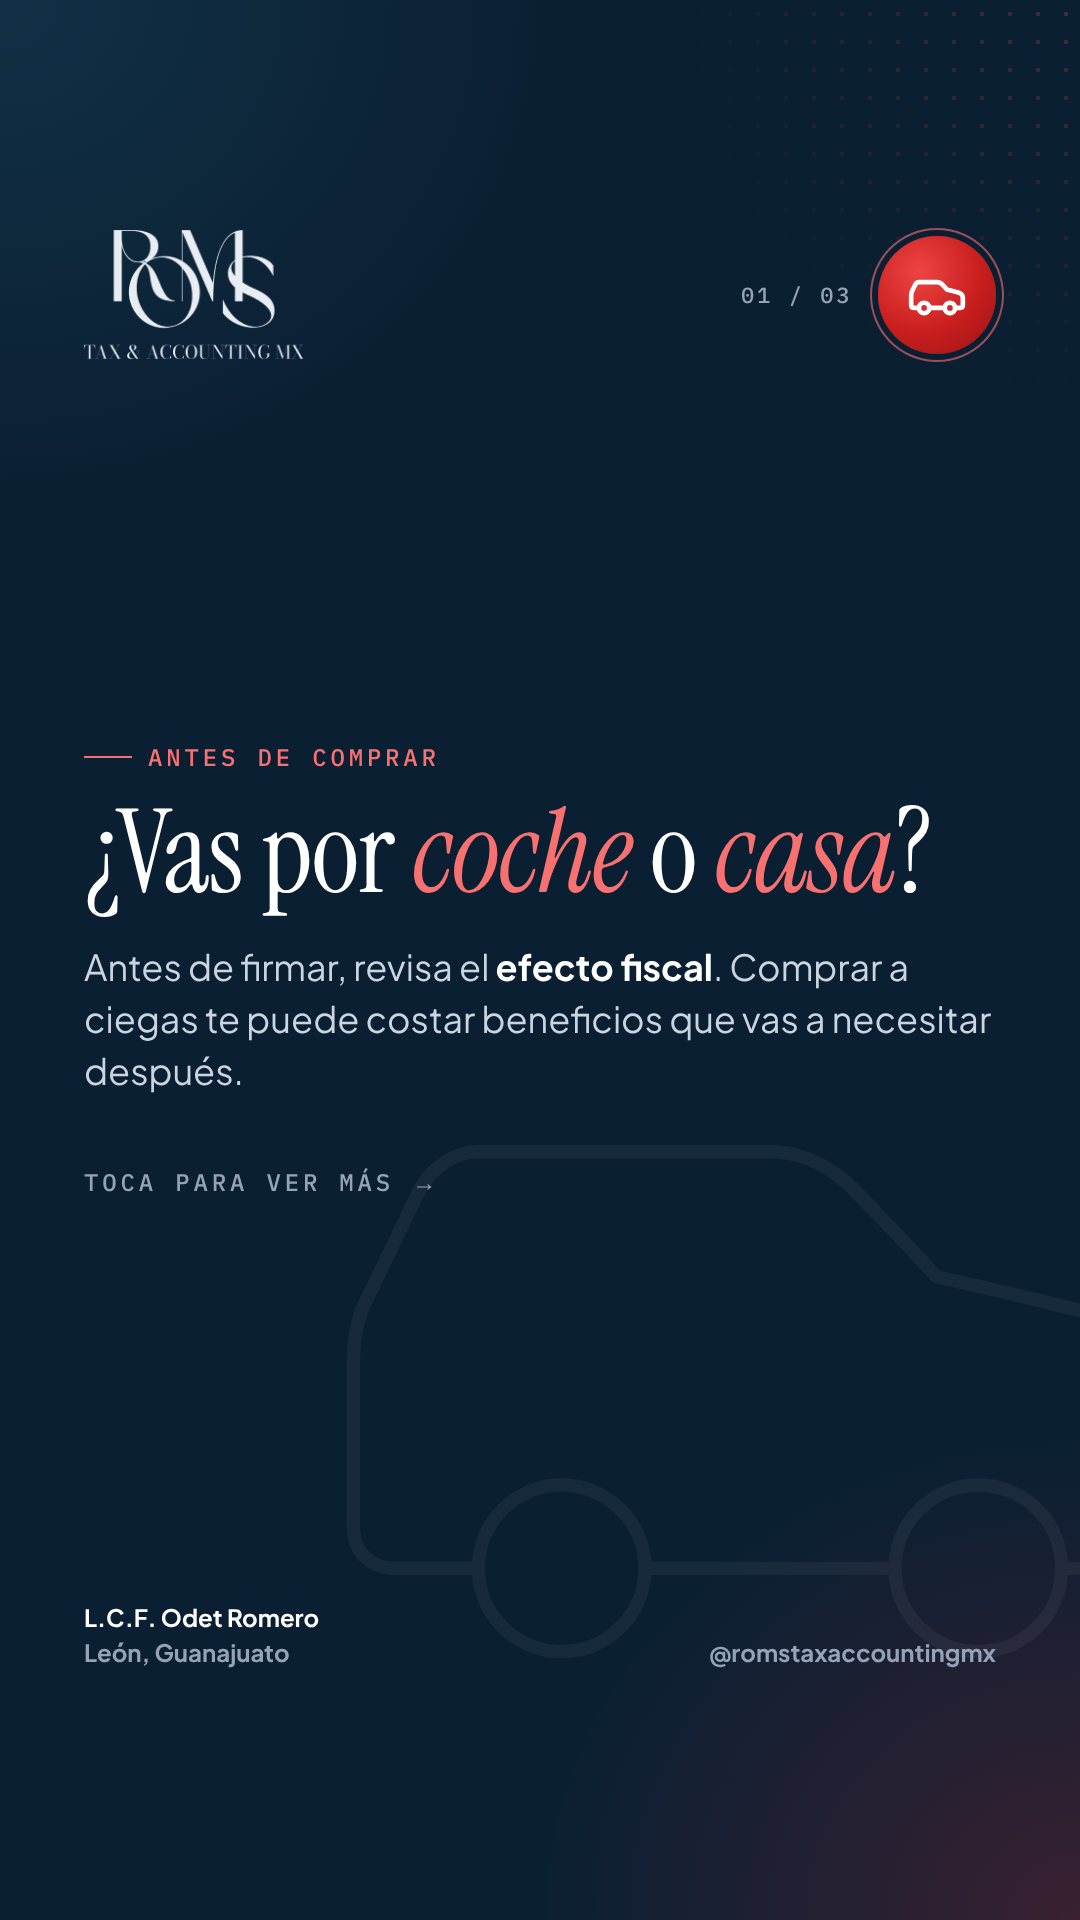 ROMS
TAX & ACCOUNTING MX
01 / 03
ANTES DE COMPRAR
¿Vas por coche o casa?
Antes de firmar, revisa el efecto fiscal. Comprar a
ciegas te puede costar beneficios que vas a necesitar
después.
TOCA PARA VER MÁS →
L.C.F. Odet Romero
León, Guanajuato
@romstaxaccountingmx